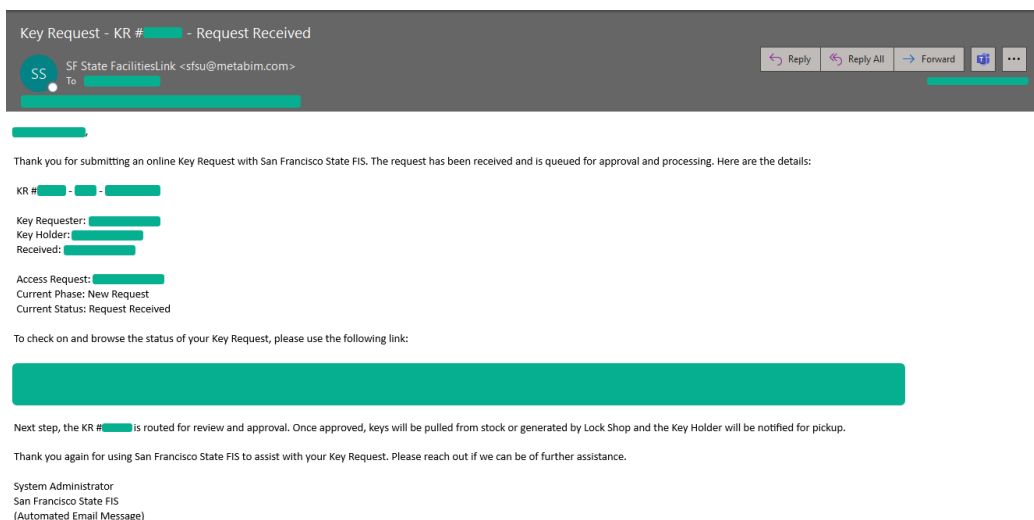 Key Request - KR # - Request Received
SS
SF State FacilitiesLink <sfsu@metabim.com>
To
Reply
Reply All
Forward
,
Thank you for submitting an online Key Request with San Francisco State FIS. The request has been received and is queued for approval and processing. Here are the details:
KR # - -
Key Requester:
Key Holder:
Received:
Access Request:
Current Phase: New Request
Current Status: Request Received
To check on and browse the status of your Key Request, please use the following link:
Next step, the KR # is routed for review and approval. Once approved, keys will be pulled from stock or generated by Lock Shop and the Key Holder will be notified for pickup.
Thank you again for using San Francisco State FIS to assist with your Key Request. Please reach out if we can be of further assistance.
System Administrator
San Francisco State FIS
(Automated Email Message)